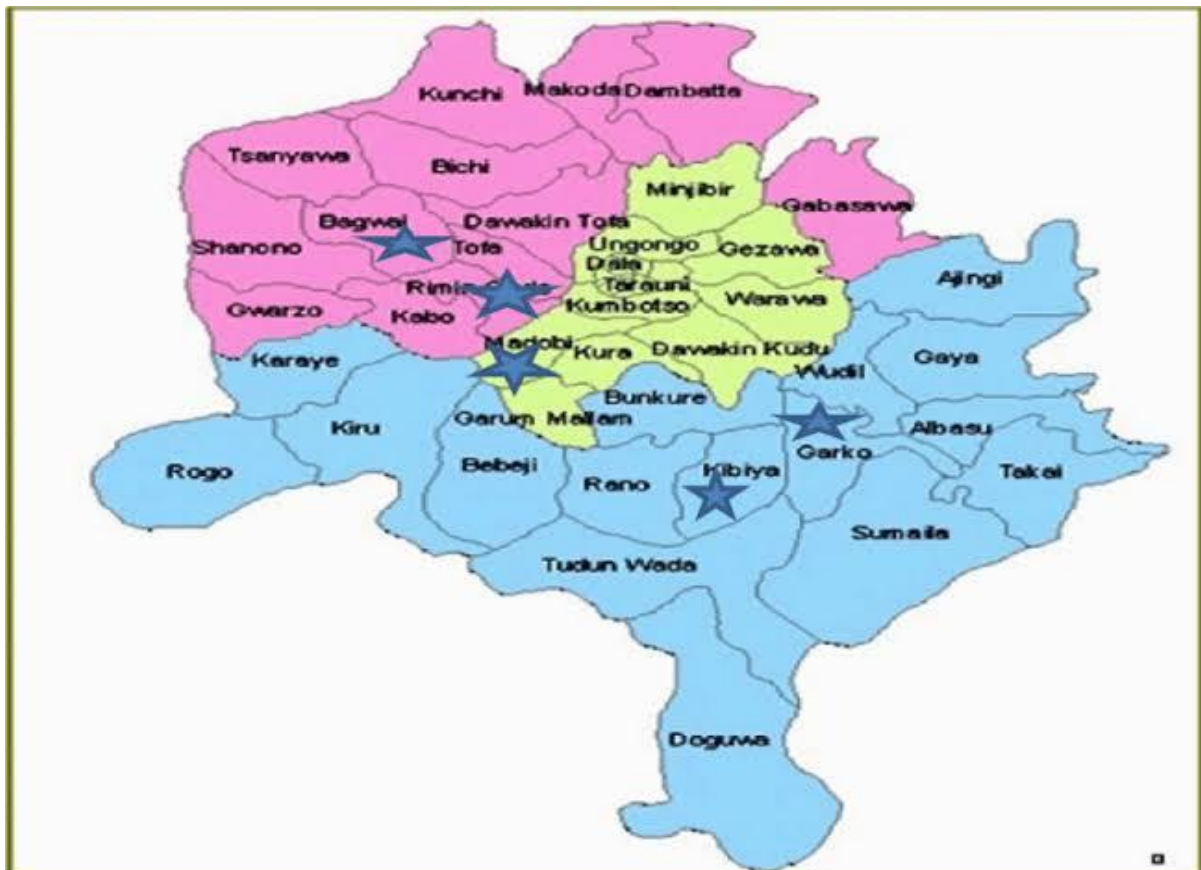 Kunchi
Makoda
Dambatta
Tsanyawa
Bichi
Minjibir
Gabasawa
Bagwai
Dawakin Tofa
Shanono
Tofa
Ungongo
Gezawa
Dala
Ajingi
Rimin
Tarauni
Gwarzo
Kabo
Kumbotso
Warawa
Madobi
Kura
Dawakin Kudu
Karaye
Gaya
Wudil
Bunkure
Garum Mallam
Kiru
Albasu
Garko
Rogo
Bebeji
Rano
Kibiya
Takai
Sumaila
Tudun Wada
Doguwa